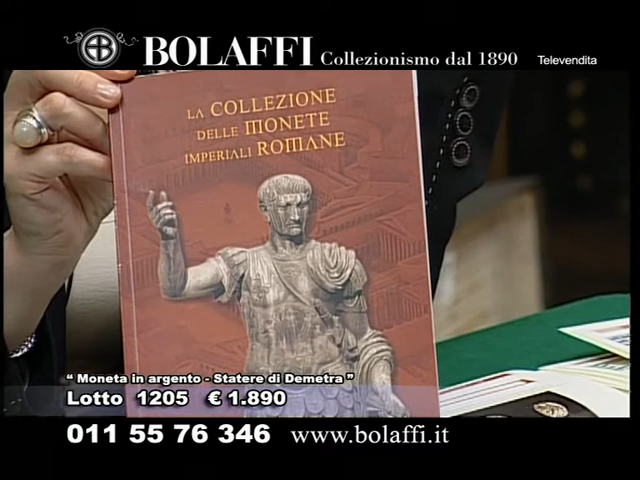 B BOLAFFI Collezionismo dal 1890 Televendita
LA COLLEZIONE
DELLE MONETE
IMPERIALI ROMANE
“ Moneta in argento - Statere di Demetra ”
Lotto 1205 € 1.890
011 55 76 346 www.bolaffi.it